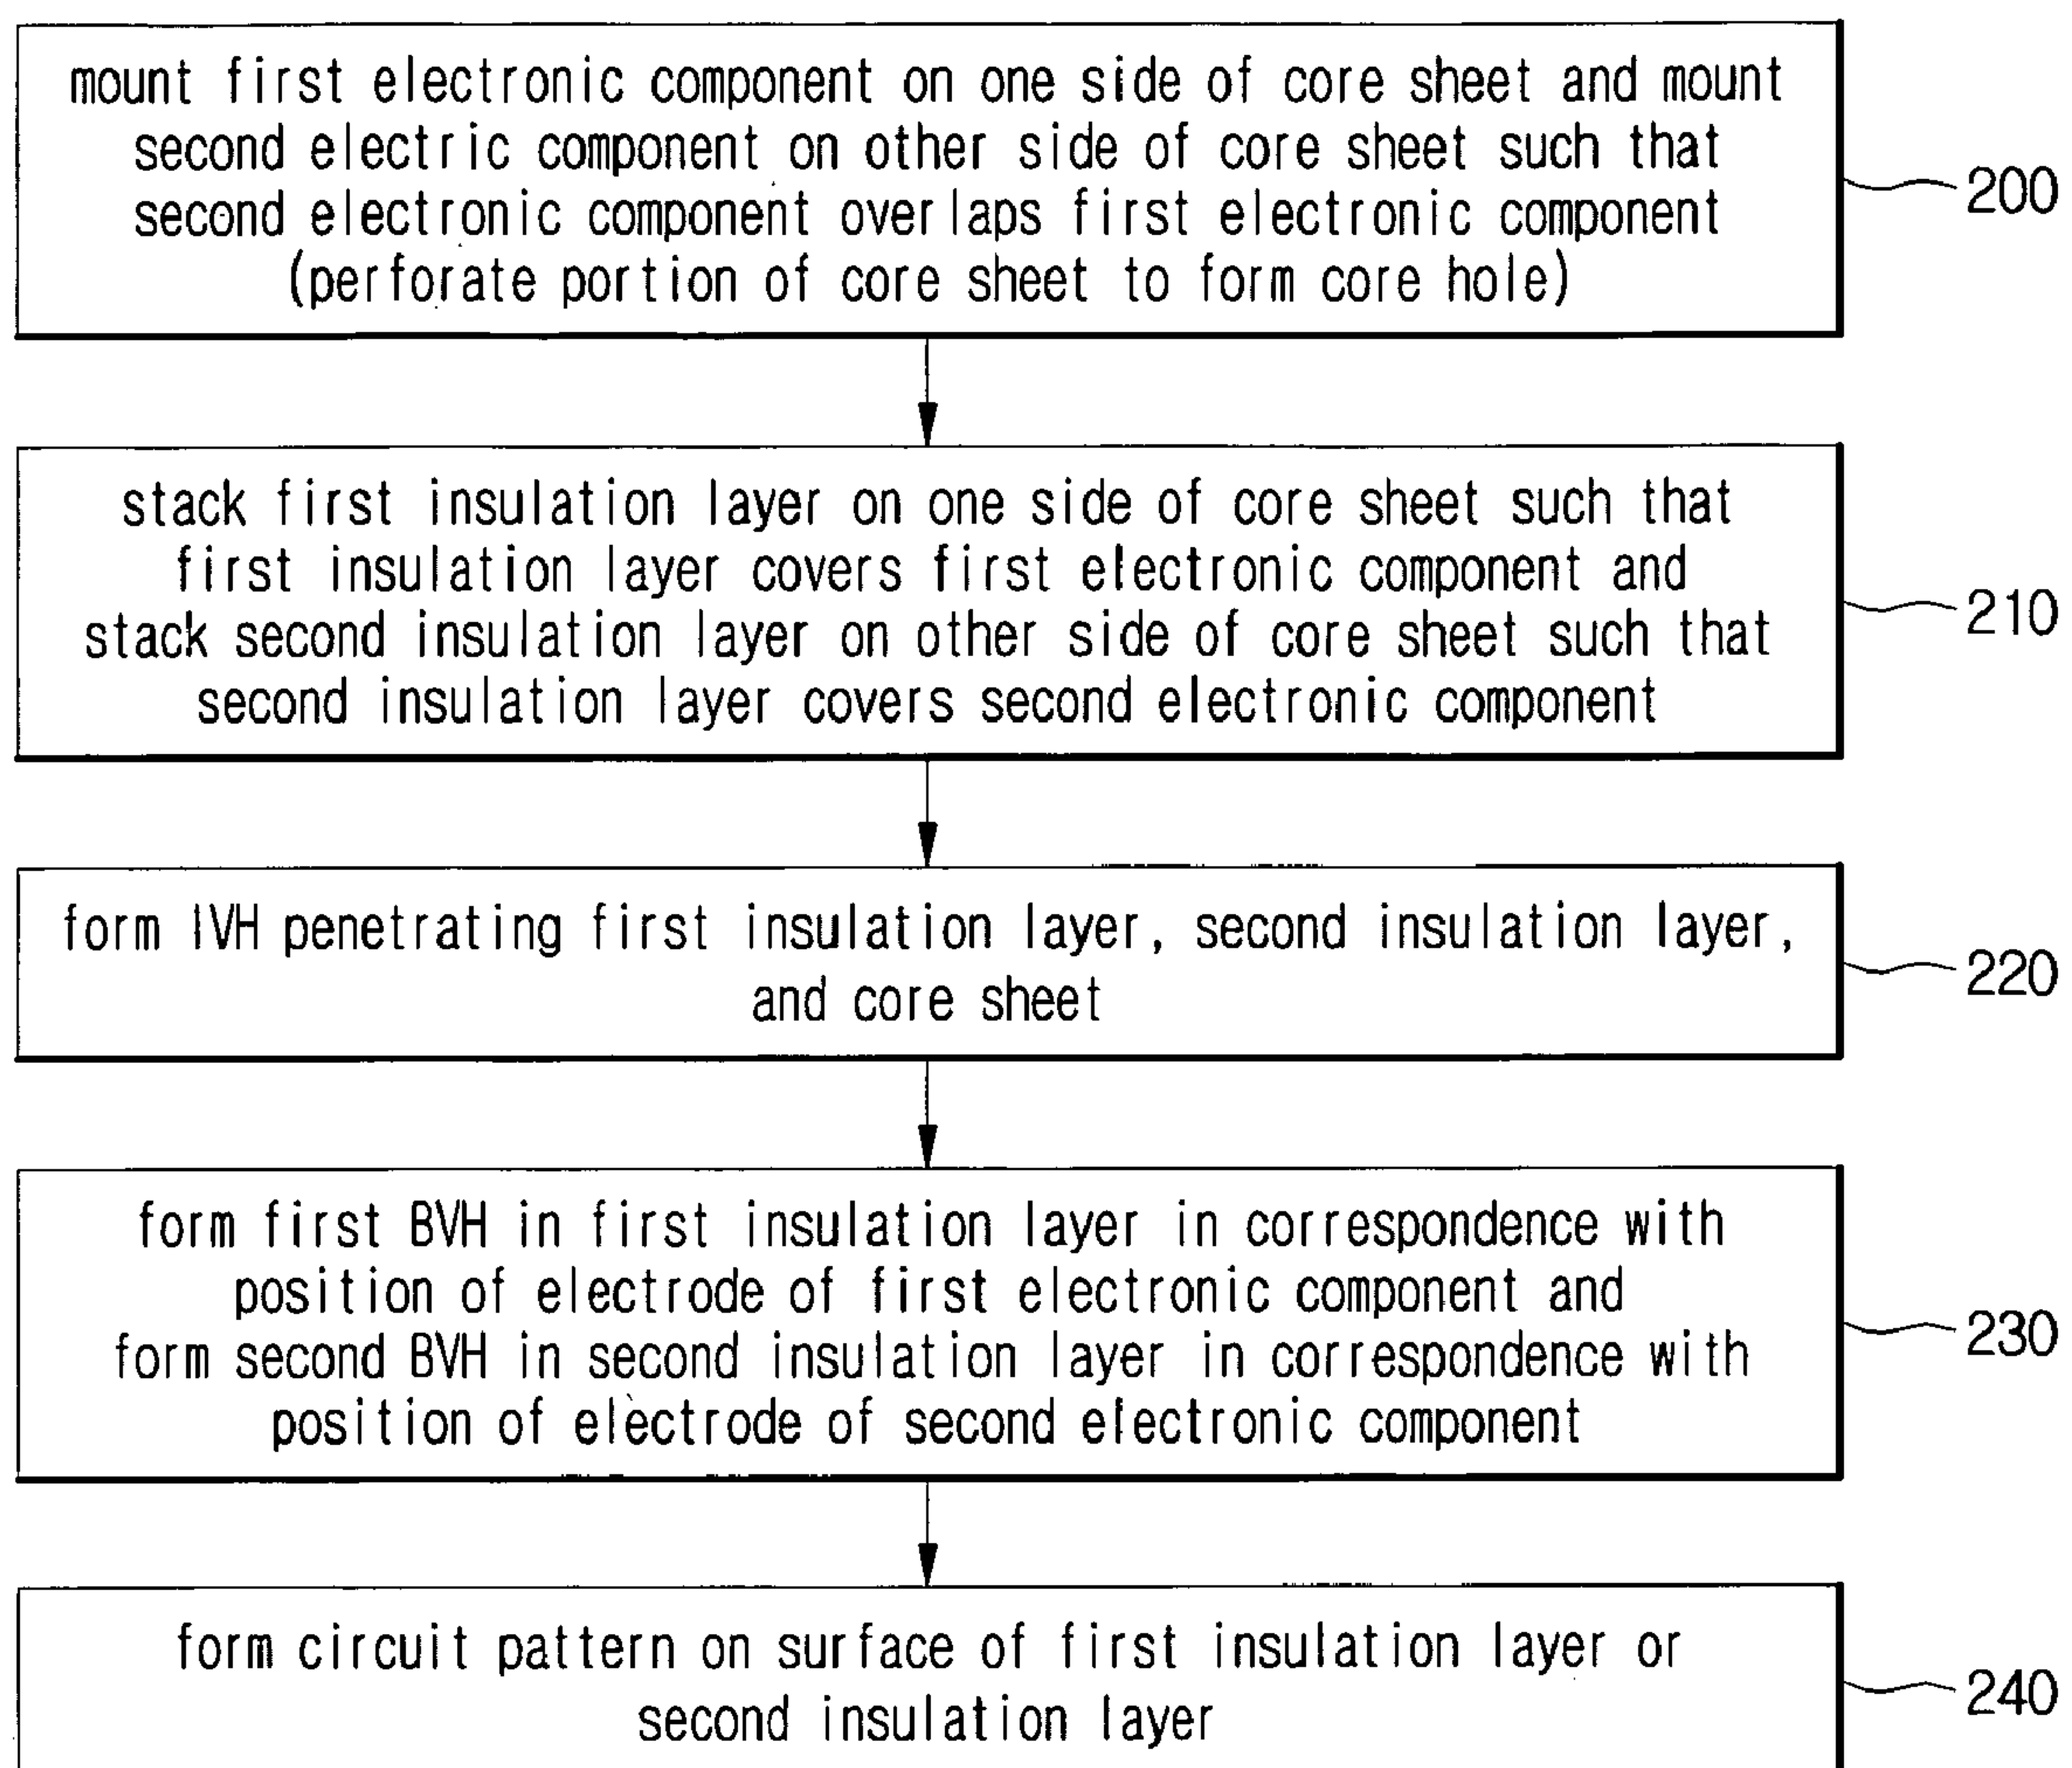 mount first electronic component on one side of core sheet and mount
second electric component on other side of core sheet such that
second electronic component overlaps first electronic component
(perforate portion of core sheet to form core hole)
200
stack first insulation layer on one side of core sheet such that
first insulation layer covers first electronic component and
stack second insulation layer on other side of core sheet such that
second insulation layer covers second electronic component
210
form IVH penetrating first insulation layer, second insulation layer,
and core sheet
220
form first BVH in first insulation layer in correspondence with
position of electrode of first electronic component and
form second BVH in second insulation layer in correspondence with
position of electrode of second electronic component
230
form circuit pattern on surface of first insulation layer or
second insulation layer
240